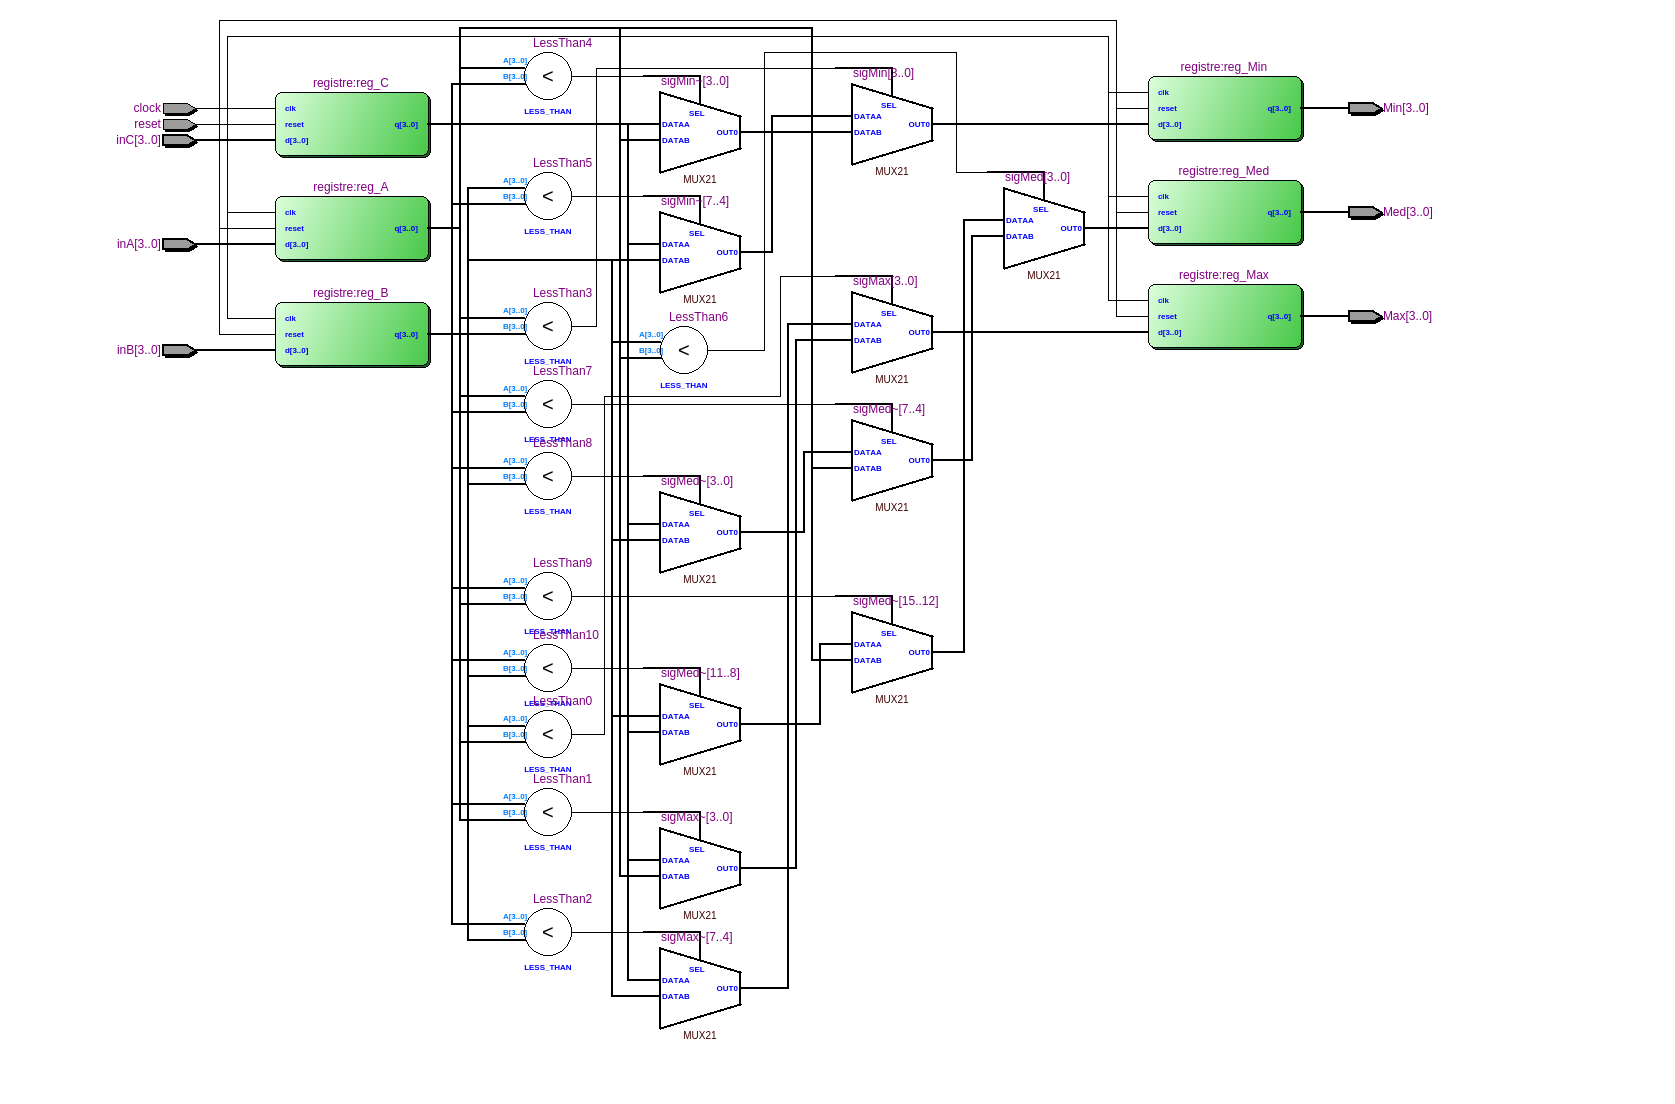 clock
reset
inC[3..0]
inA[3..0]
inB[3..0]
registre:reg_C
clk
reset
d[3..0]
q[3..0]
registre:reg_A
clk
reset
d[3..0]
q[3..0]
registre:reg_B
clk
reset
d[3..0]
q[3..0]
LessThan4
A[3..0]
B[3..0]
<
LESS_THAN
LessThan5
A[3..0]
B[3..0]
<
LESS_THAN
LessThan3
A[3..0]
B[3..0]
<
LESS_THAN
LessThan7
A[3..0]
B[3..0]
<
LESS_THAN
LessThan8
A[3..0]
B[3..0]
<
LESS_THAN
LessThan9
A[3..0]
B[3..0]
<
LESS_THAN
LessThan10
A[3..0]
B[3..0]
<
LESS_THAN
LessThan0
A[3..0]
B[3..0]
<
LESS_THAN
LessThan1
A[3..0]
B[3..0]
<
LESS_THAN
LessThan2
A[3..0]
B[3..0]
<
LESS_THAN
sigMin~[3..0]
SEL
DATAA
DATAB
OUT0
MUX21
sigMin~[7..4]
SEL
DATAA
DATAB
OUT0
MUX21
LessThan6
A[3..0]
B[3..0]
<
LESS_THAN
sigMed~[3..0]
SEL
DATAA
DATAB
OUT0
MUX21
sigMed~[11..8]
SEL
DATAA
DATAB
OUT0
MUX21
sigMax~[3..0]
SEL
DATAA
DATAB
OUT0
MUX21
sigMax~[7..4]
SEL
DATAA
DATAB
OUT0
MUX21
sigMin[3..0]
SEL
DATAA
DATAB
OUT0
MUX21
sigMax[3..0]
SEL
DATAA
DATAB
OUT0
MUX21
sigMed~[7..4]
SEL
DATAA
DATAB
OUT0
MUX21
sigMed~[15..12]
SEL
DATAA
DATAB
OUT0
MUX21
sigMed[3..0]
SEL
DATAA
DATAB
OUT0
MUX21
registre:reg_Min
clk
reset
d[3..0]
q[3..0]
registre:reg_Med
clk
reset
d[3..0]
q[3..0]
registre:reg_Max
clk
reset
d[3..0]
q[3..0]
Min[3..0]
Med[3..0]
Max[3..0]